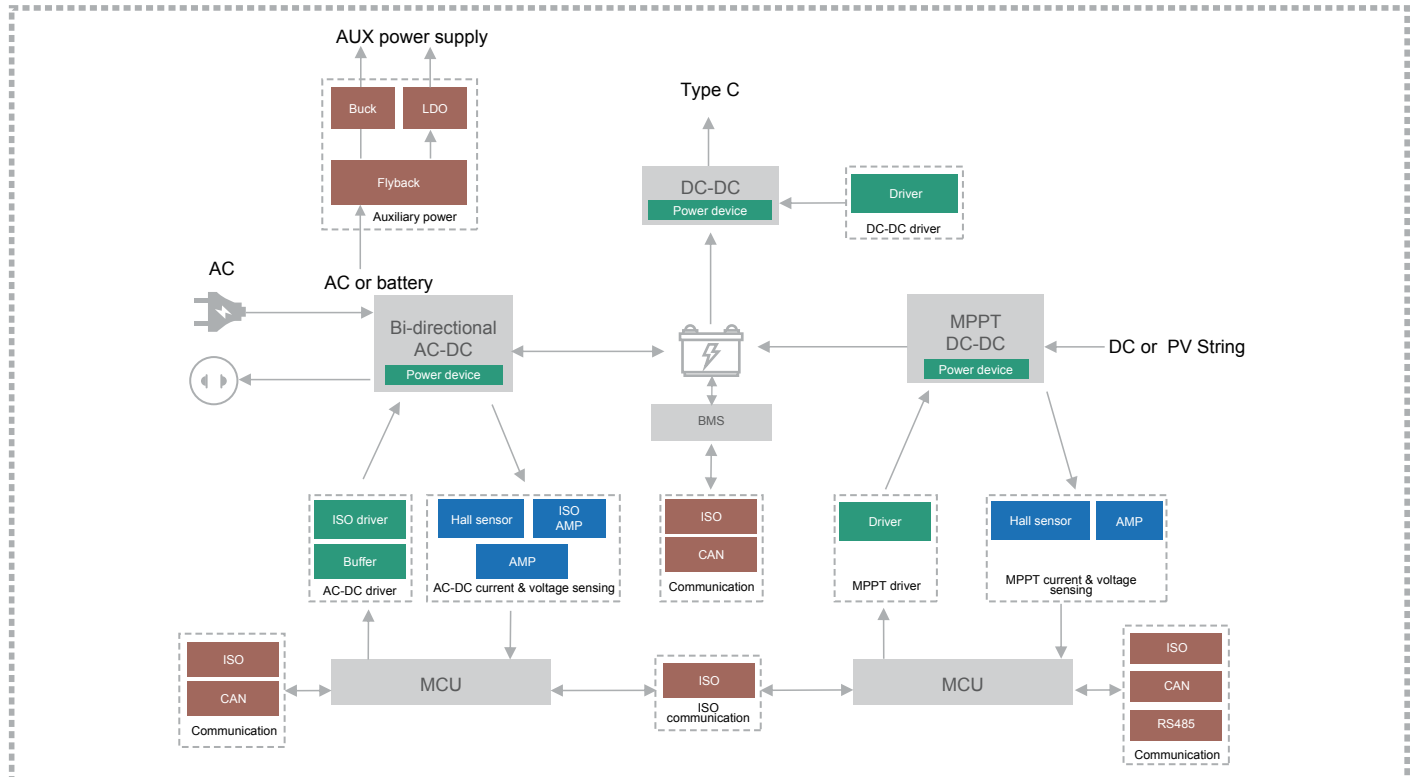 AUX power supply
Buck
LDO
Flyback
Auxiliary power
Type C
DC-DC
Power device
Driver
DC-DC driver
AC
AC or battery
Bi-directional
AC-DC
Power device
MPPT
DC-DC
Power device
DC or PV String
BMS
ISO driver
Buffer
AC-DC driver
Hall sensor
ISO
AMP
AMP
AC-DC current & voltage sensing
ISO
CAN
Communication
Driver
MPPT driver
Hall sensor
AMP
MPPT current & voltage
sensing
ISO
CAN
Communication
MCU
ISO
ISO
communication
MCU
ISO
CAN
RS485
Communication